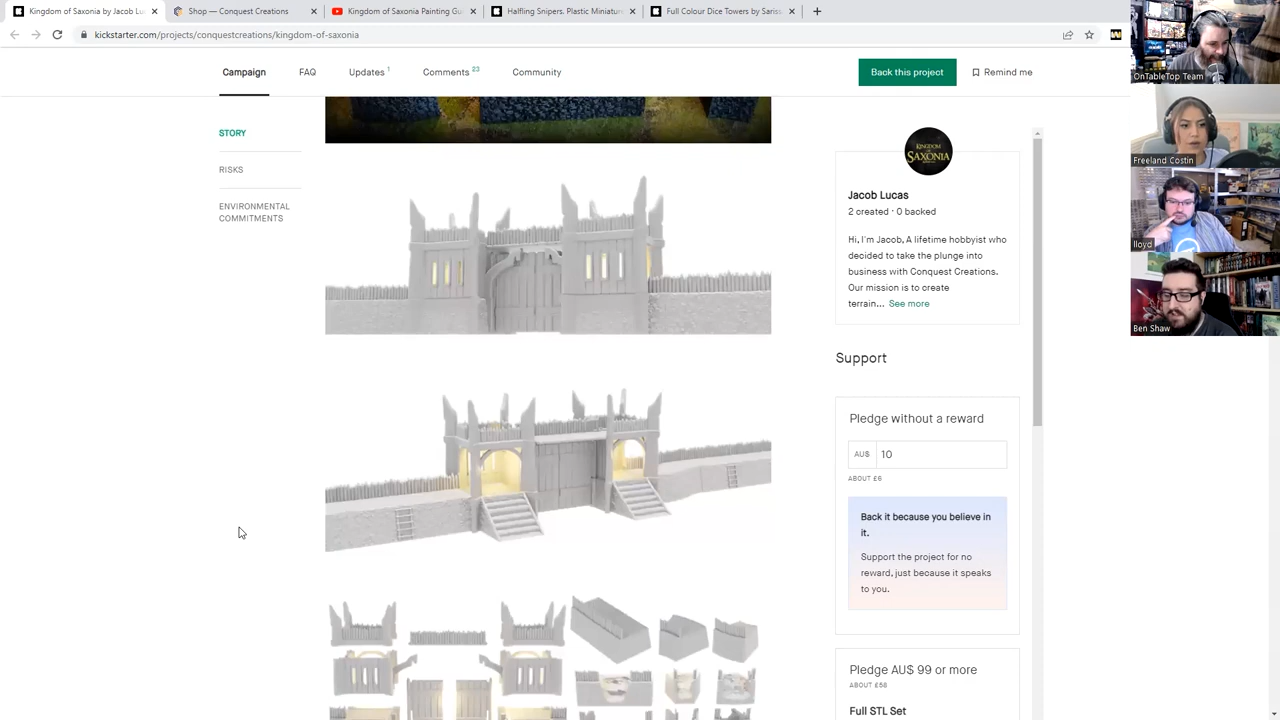 Kingdom of Saxonia by Jacob Lu
Shop — Conquest Creations
Kingdom of Saxonia Painting Gu
Halfling Snipers. Plastic Miniature
Full Colour Dice Towers by Sariss
kickstarter.com/projects/conquestcreations/kingdom-of-saxonia
Campaign
FAQ
Updates 1
Comments 23
Community
Back this project
Remind me
STORY
RISKS
ENVIRONMENTAL
COMMITMENTS
KINGDOM
OF
SAXONIA
Jacob Lucas
2 created · 0 backed
Hi, I'm Jacob, A lifetime hobbyist who
decided to take the plunge into
business with Conquest Creations.
Our mission is to create
terrain... See more
Support
Pledge without a reward
AU$ 10
ABOUT £6
Back it because you believe in
it.
Support the project for no
reward, just because it speaks
to you.
Pledge AU$ 99 or more
ABOUT £56
Full STL Set
OnTableTop Team
Freeland Costin
lloyd
Ben Shaw